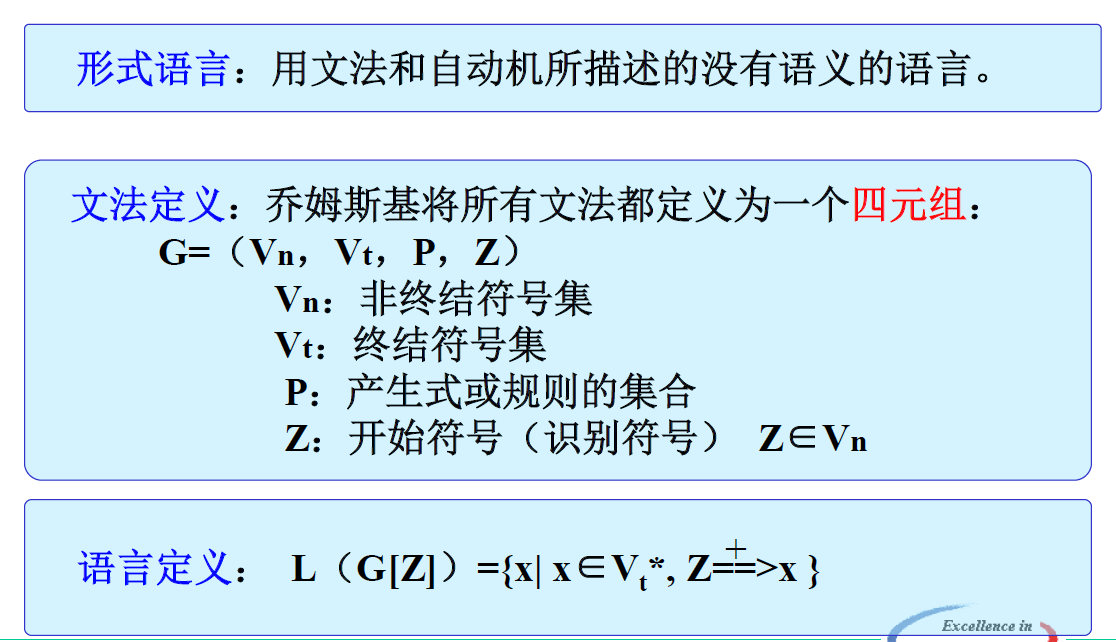 形式语言：用文法和自动机所描述的没有语义的语言。
文法定义：乔姆斯基将所有文法都定义为一个四元组：
G=（Vn，Vt，P，Z）
Vn：非终结符号集
Vt：终结符号集
P：产生式或规则的集合
Z：开始符号（识别符号） Z∈Vn
语言定义： L（G[Z]）={x| x∈Vt*, Z=+=>x }
Excellence in